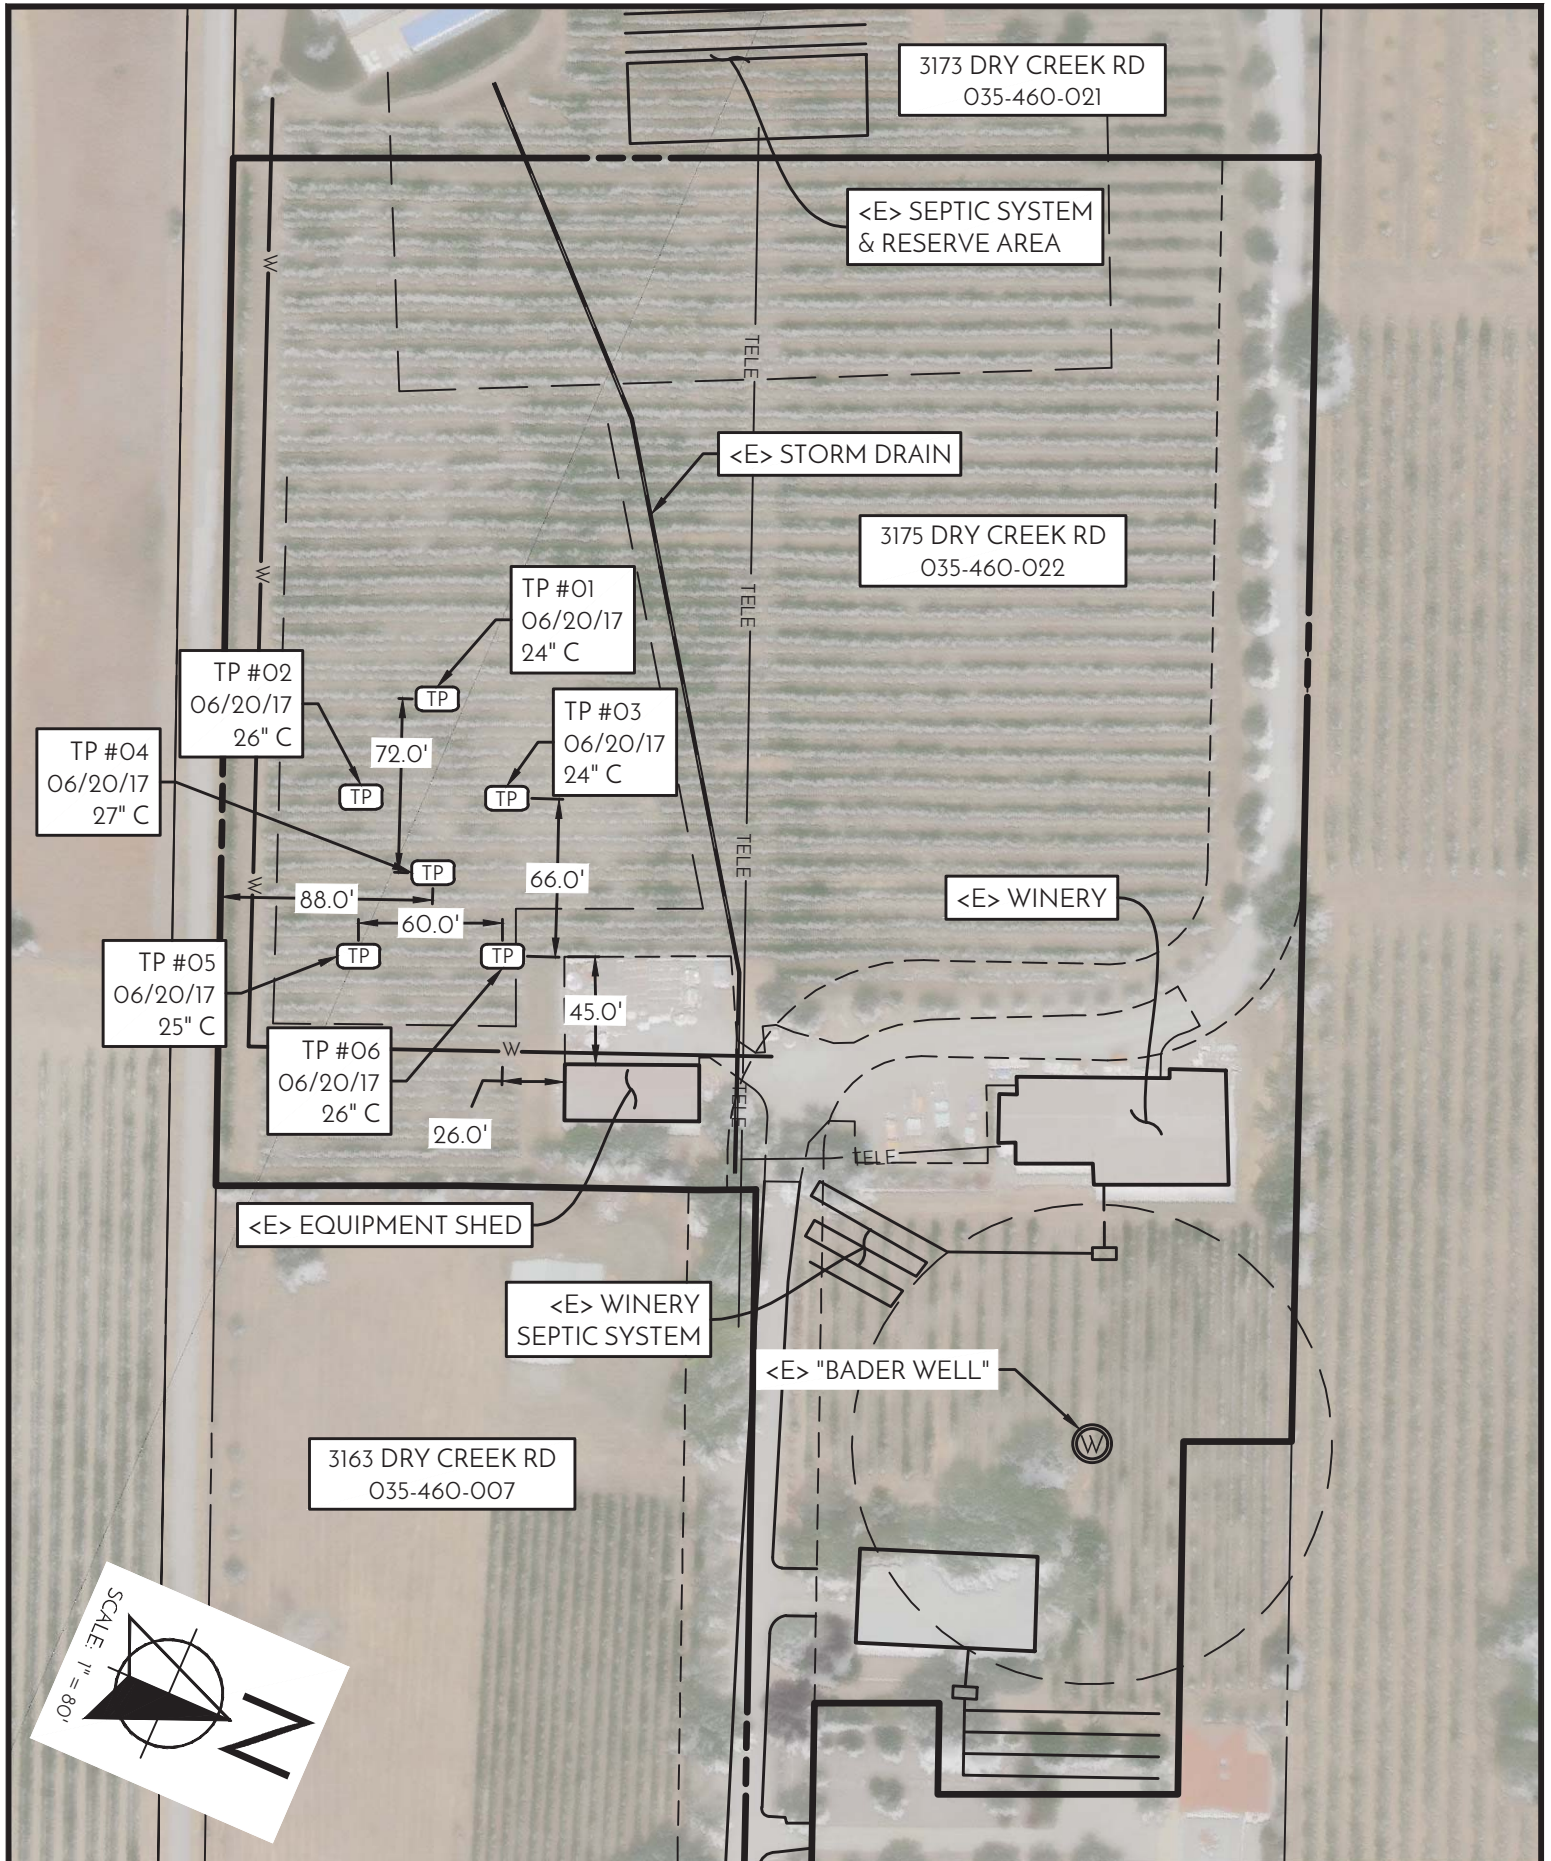 3173 DRY CREEK RD
035-460-021
<E> SEPTIC SYSTEM
& RESERVE AREA
W
TELE
<E> STORM DRAIN
3175 DRY CREEK RD
035-460-022
W
TELE
TP #01
06/20/17
24" C
TP #02
06/20/17
26" C
TP
TP #03
06/20/17
24" C
TP #04
06/20/17
27" C
72.0'
TP
TP
TELE
TP
66.0'
W
88.0'
<E> WINERY
60.0'
TP
TP
TP #05
06/20/17
25" C
45.0'
TP #06
06/20/17
26" C
W
26.0'
TELE
TELE
<E> EQUIPMENT SHED
<E> WINERY
SEPTIC SYSTEM
<E> "BADER WELL"
W
3163 DRY CREEK RD
035-460-007
SCALE: 1" = 80'
N